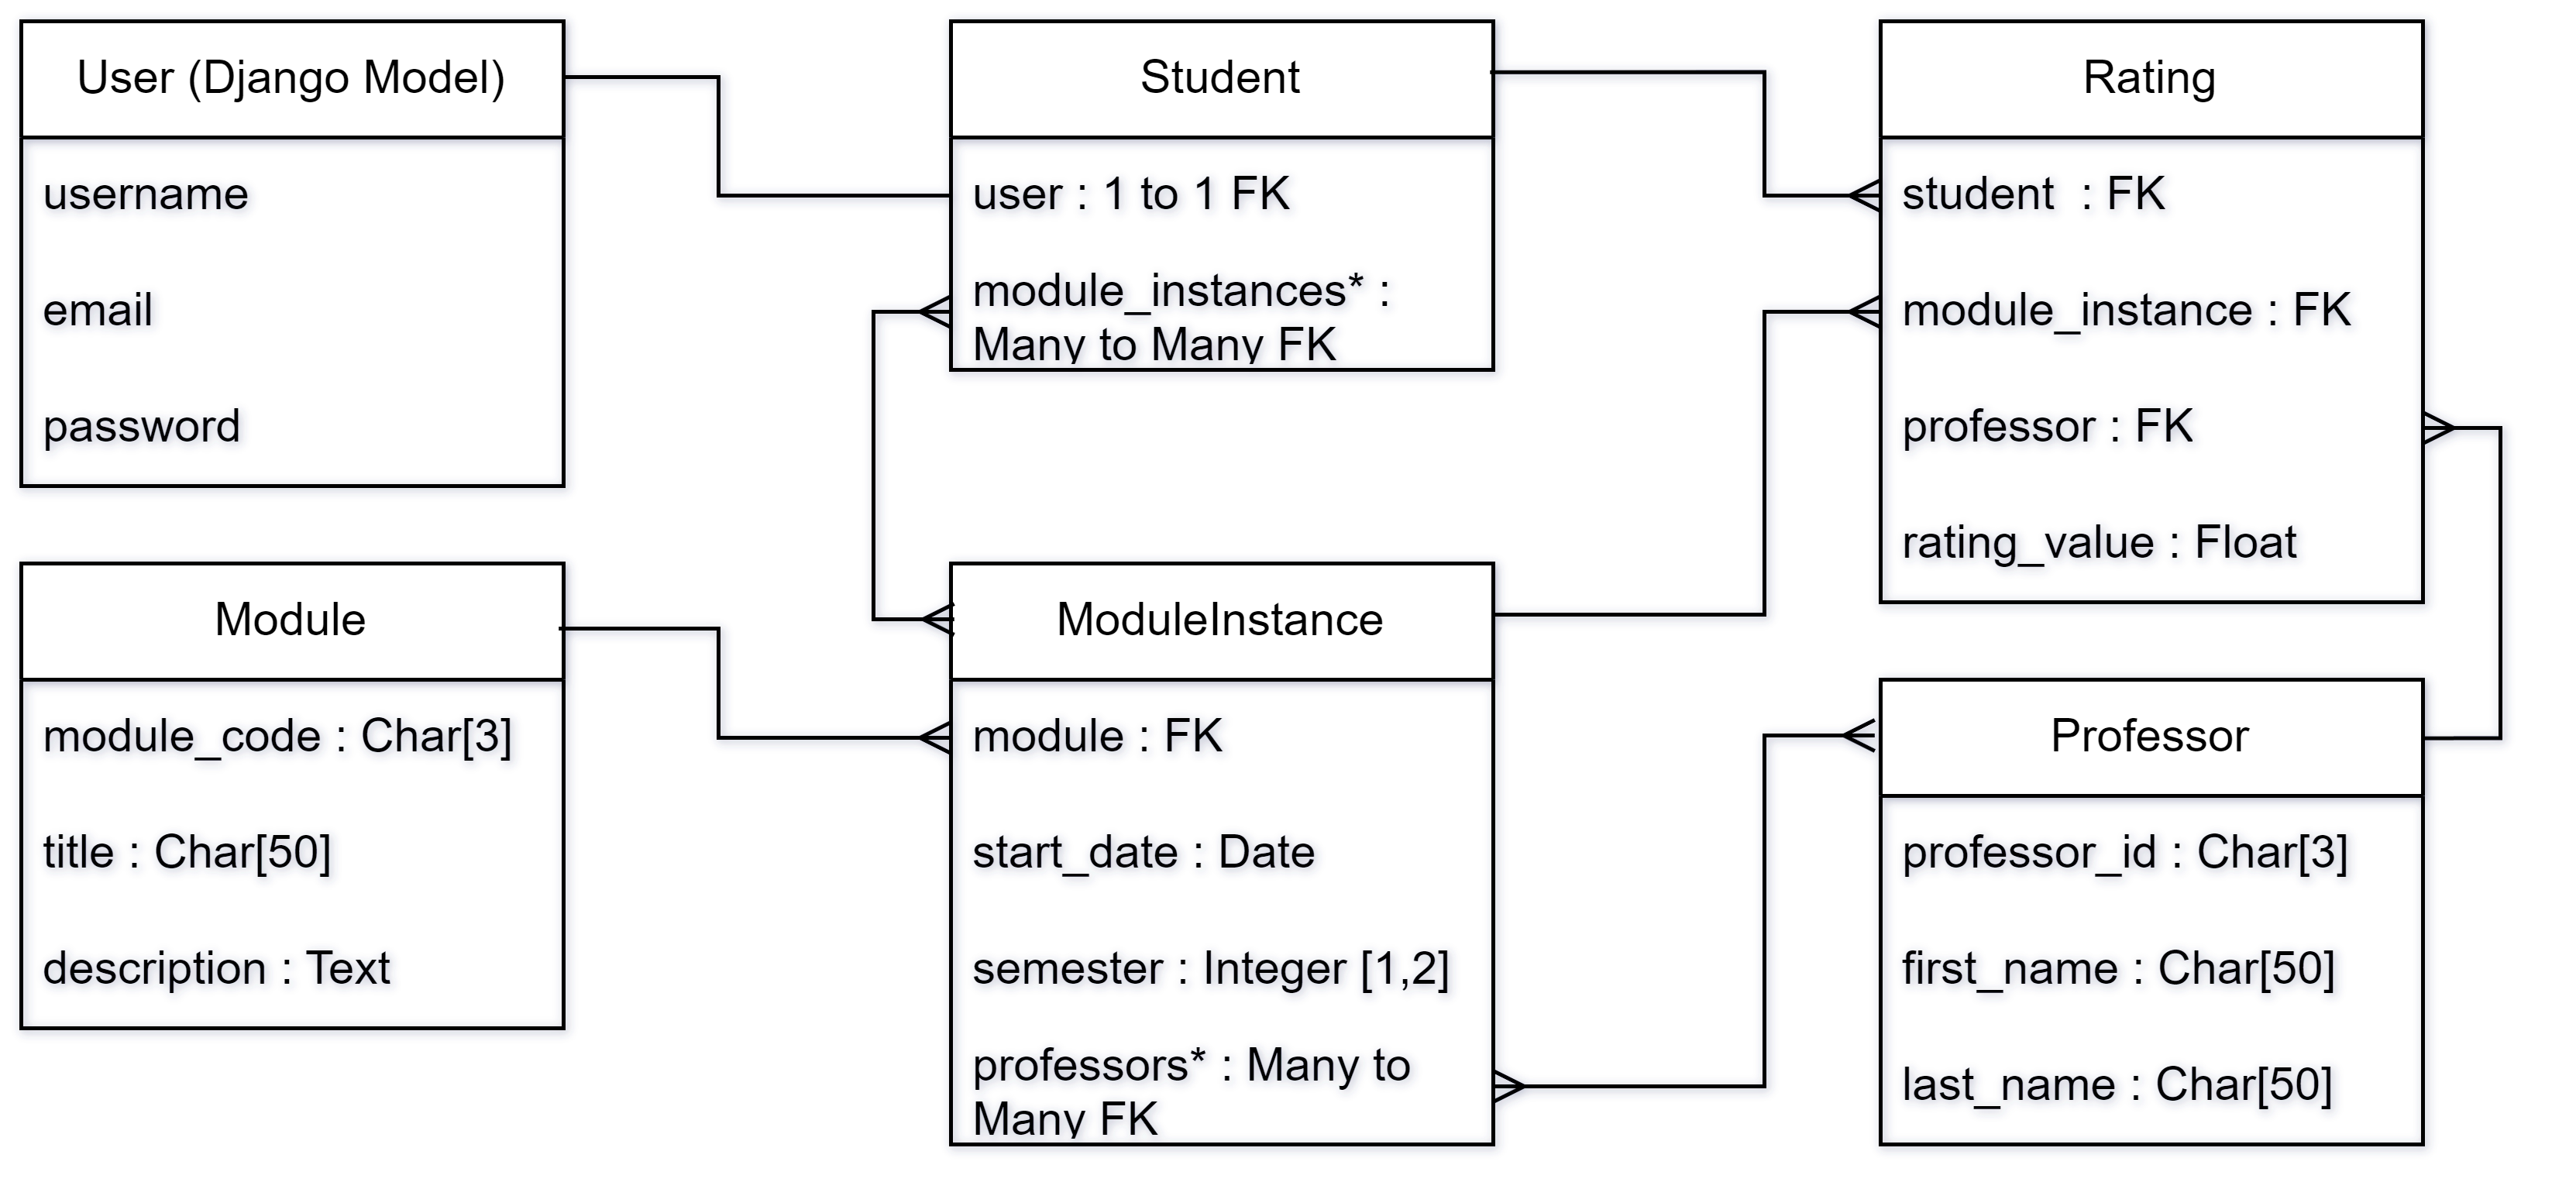 User (Django Model)
username
email
password
Student
user : 1 to 1 FK
module_instances* :
Many to Many FK
Rating
student  : FK
module_instance : FK
professor : FK
rating_value : Float
Module
module_code : Char[3]
title : Char[50]
description : Text
ModuleInstance
module : FK
start_date : Date
semester : Integer [1,2]
professors* : Many to
Many FK
Professor
professor_id : Char[3]
first_name : Char[50]
last_name : Char[50]